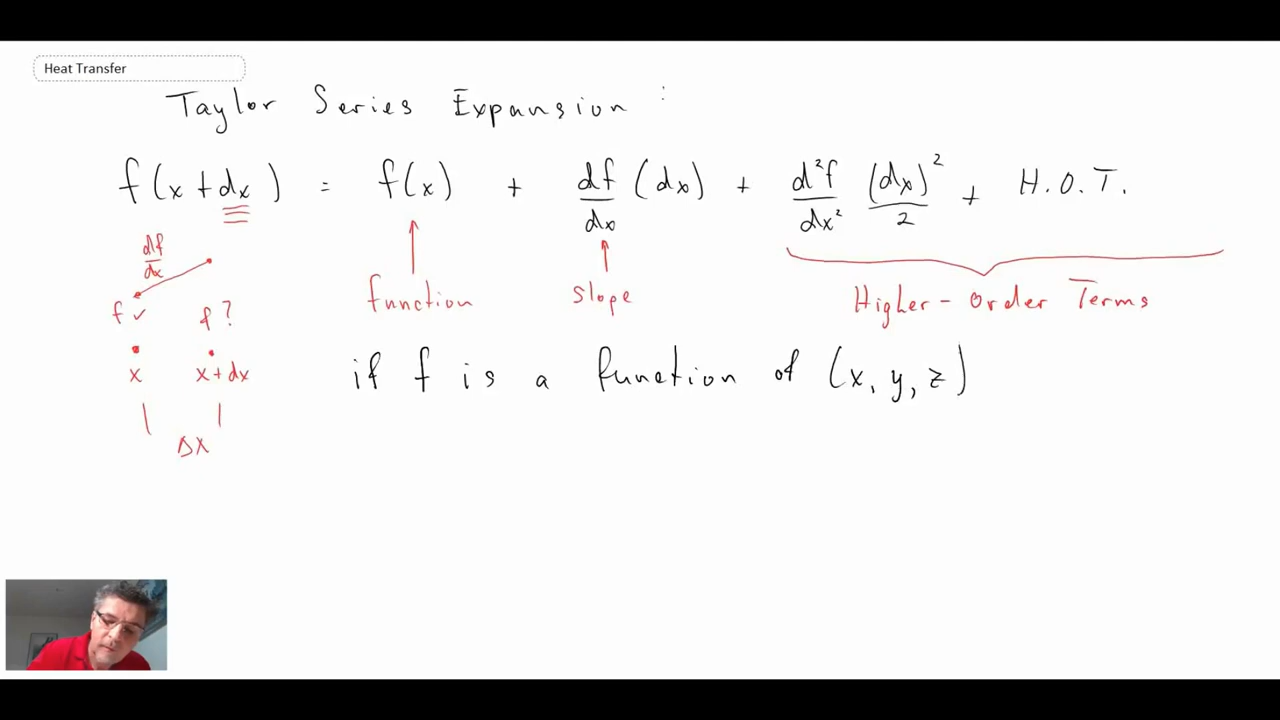 Heat Transfer
Taylor Series Expansion :
f(x + dx) = f(x) + df/dx (dx) + d²f/dx² (dx)²/2 + H.O.T.
df/dx
function
slope
Higher-order Terms
f ✓ f?
x x+dx
if f is a function of (x, y, z)
Δx